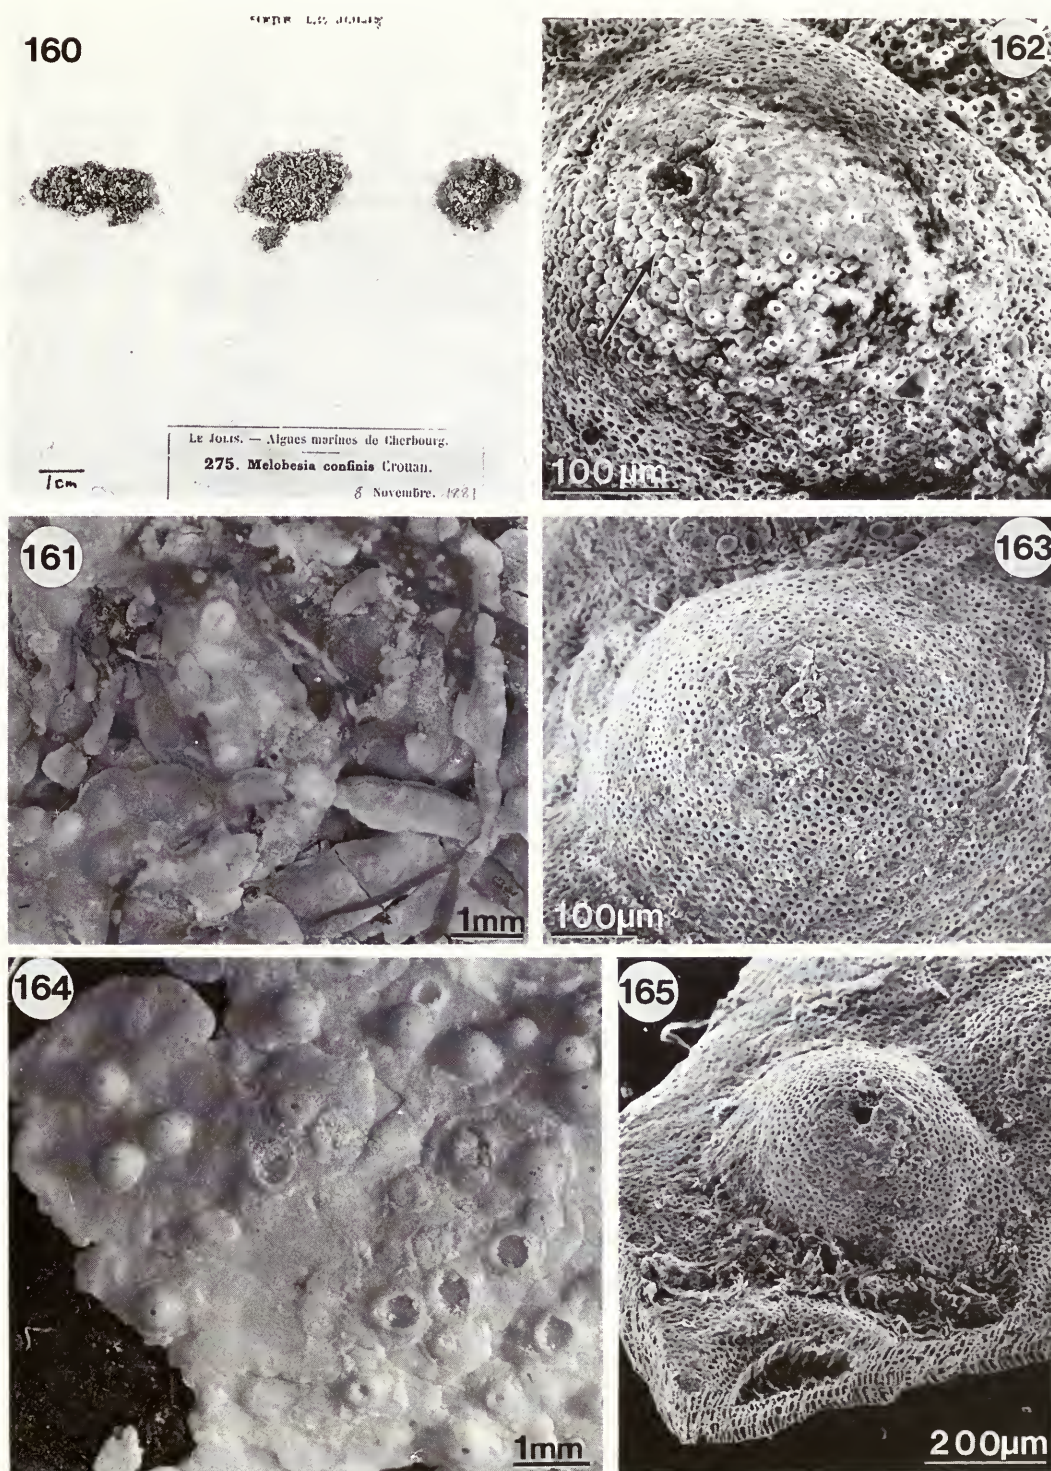 160
LE JOLIS. — Algues marines de Cherbourg.
275. Melobesia confinis Crouan.
8 Novembre. 1881
1cm
162
100µm
161
1mm
163
100µm
164
1mm
165
200µm